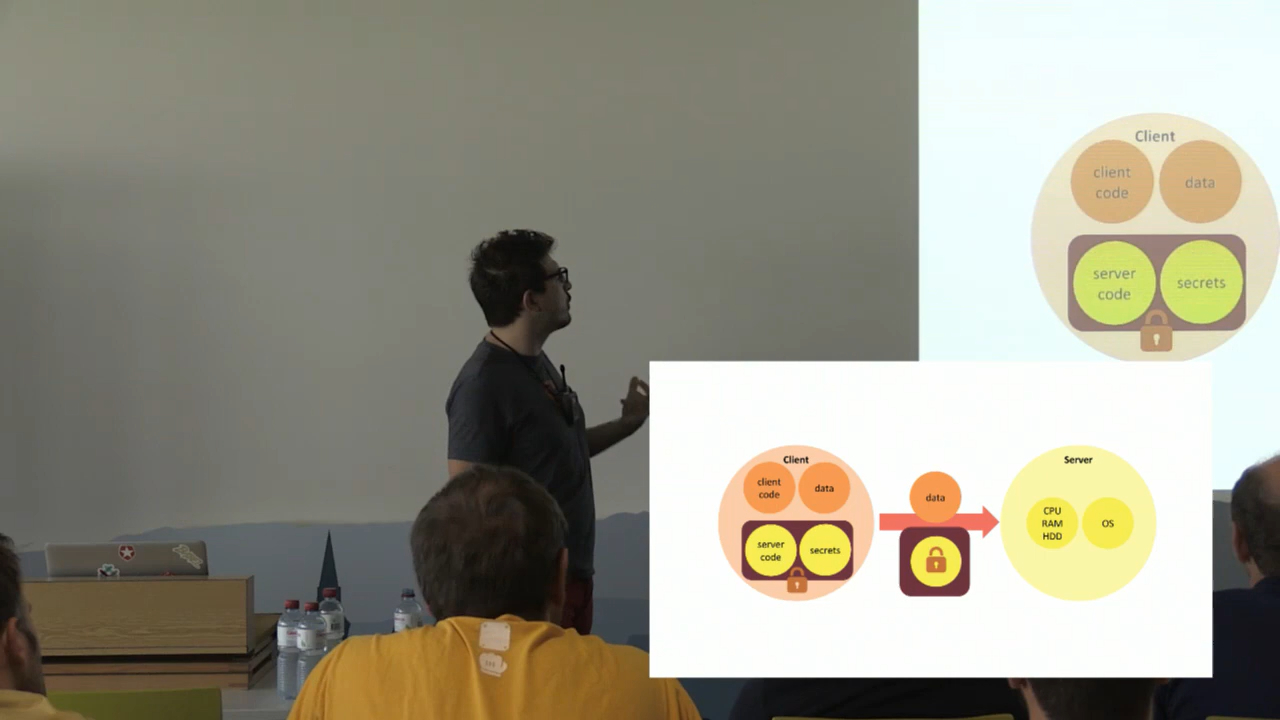 Client
client
code
data
server
code
secrets
Client
client
code
data
server
code
secrets
data
Server
CPU
RAM
HDD
OS